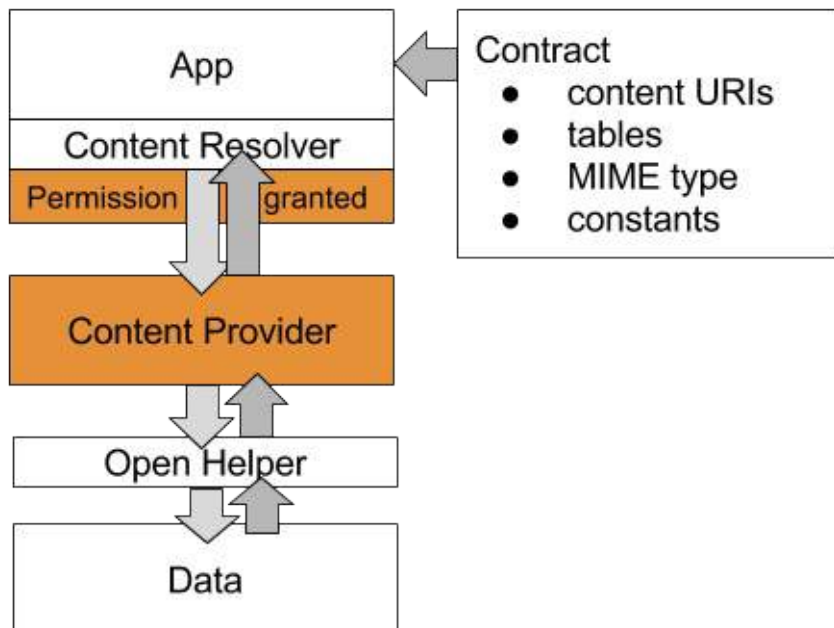 App
Content Resolver
Permission granted
Content Provider
Open Helper
Data
Contract
● content URIs
● tables
● MIME type
● constants